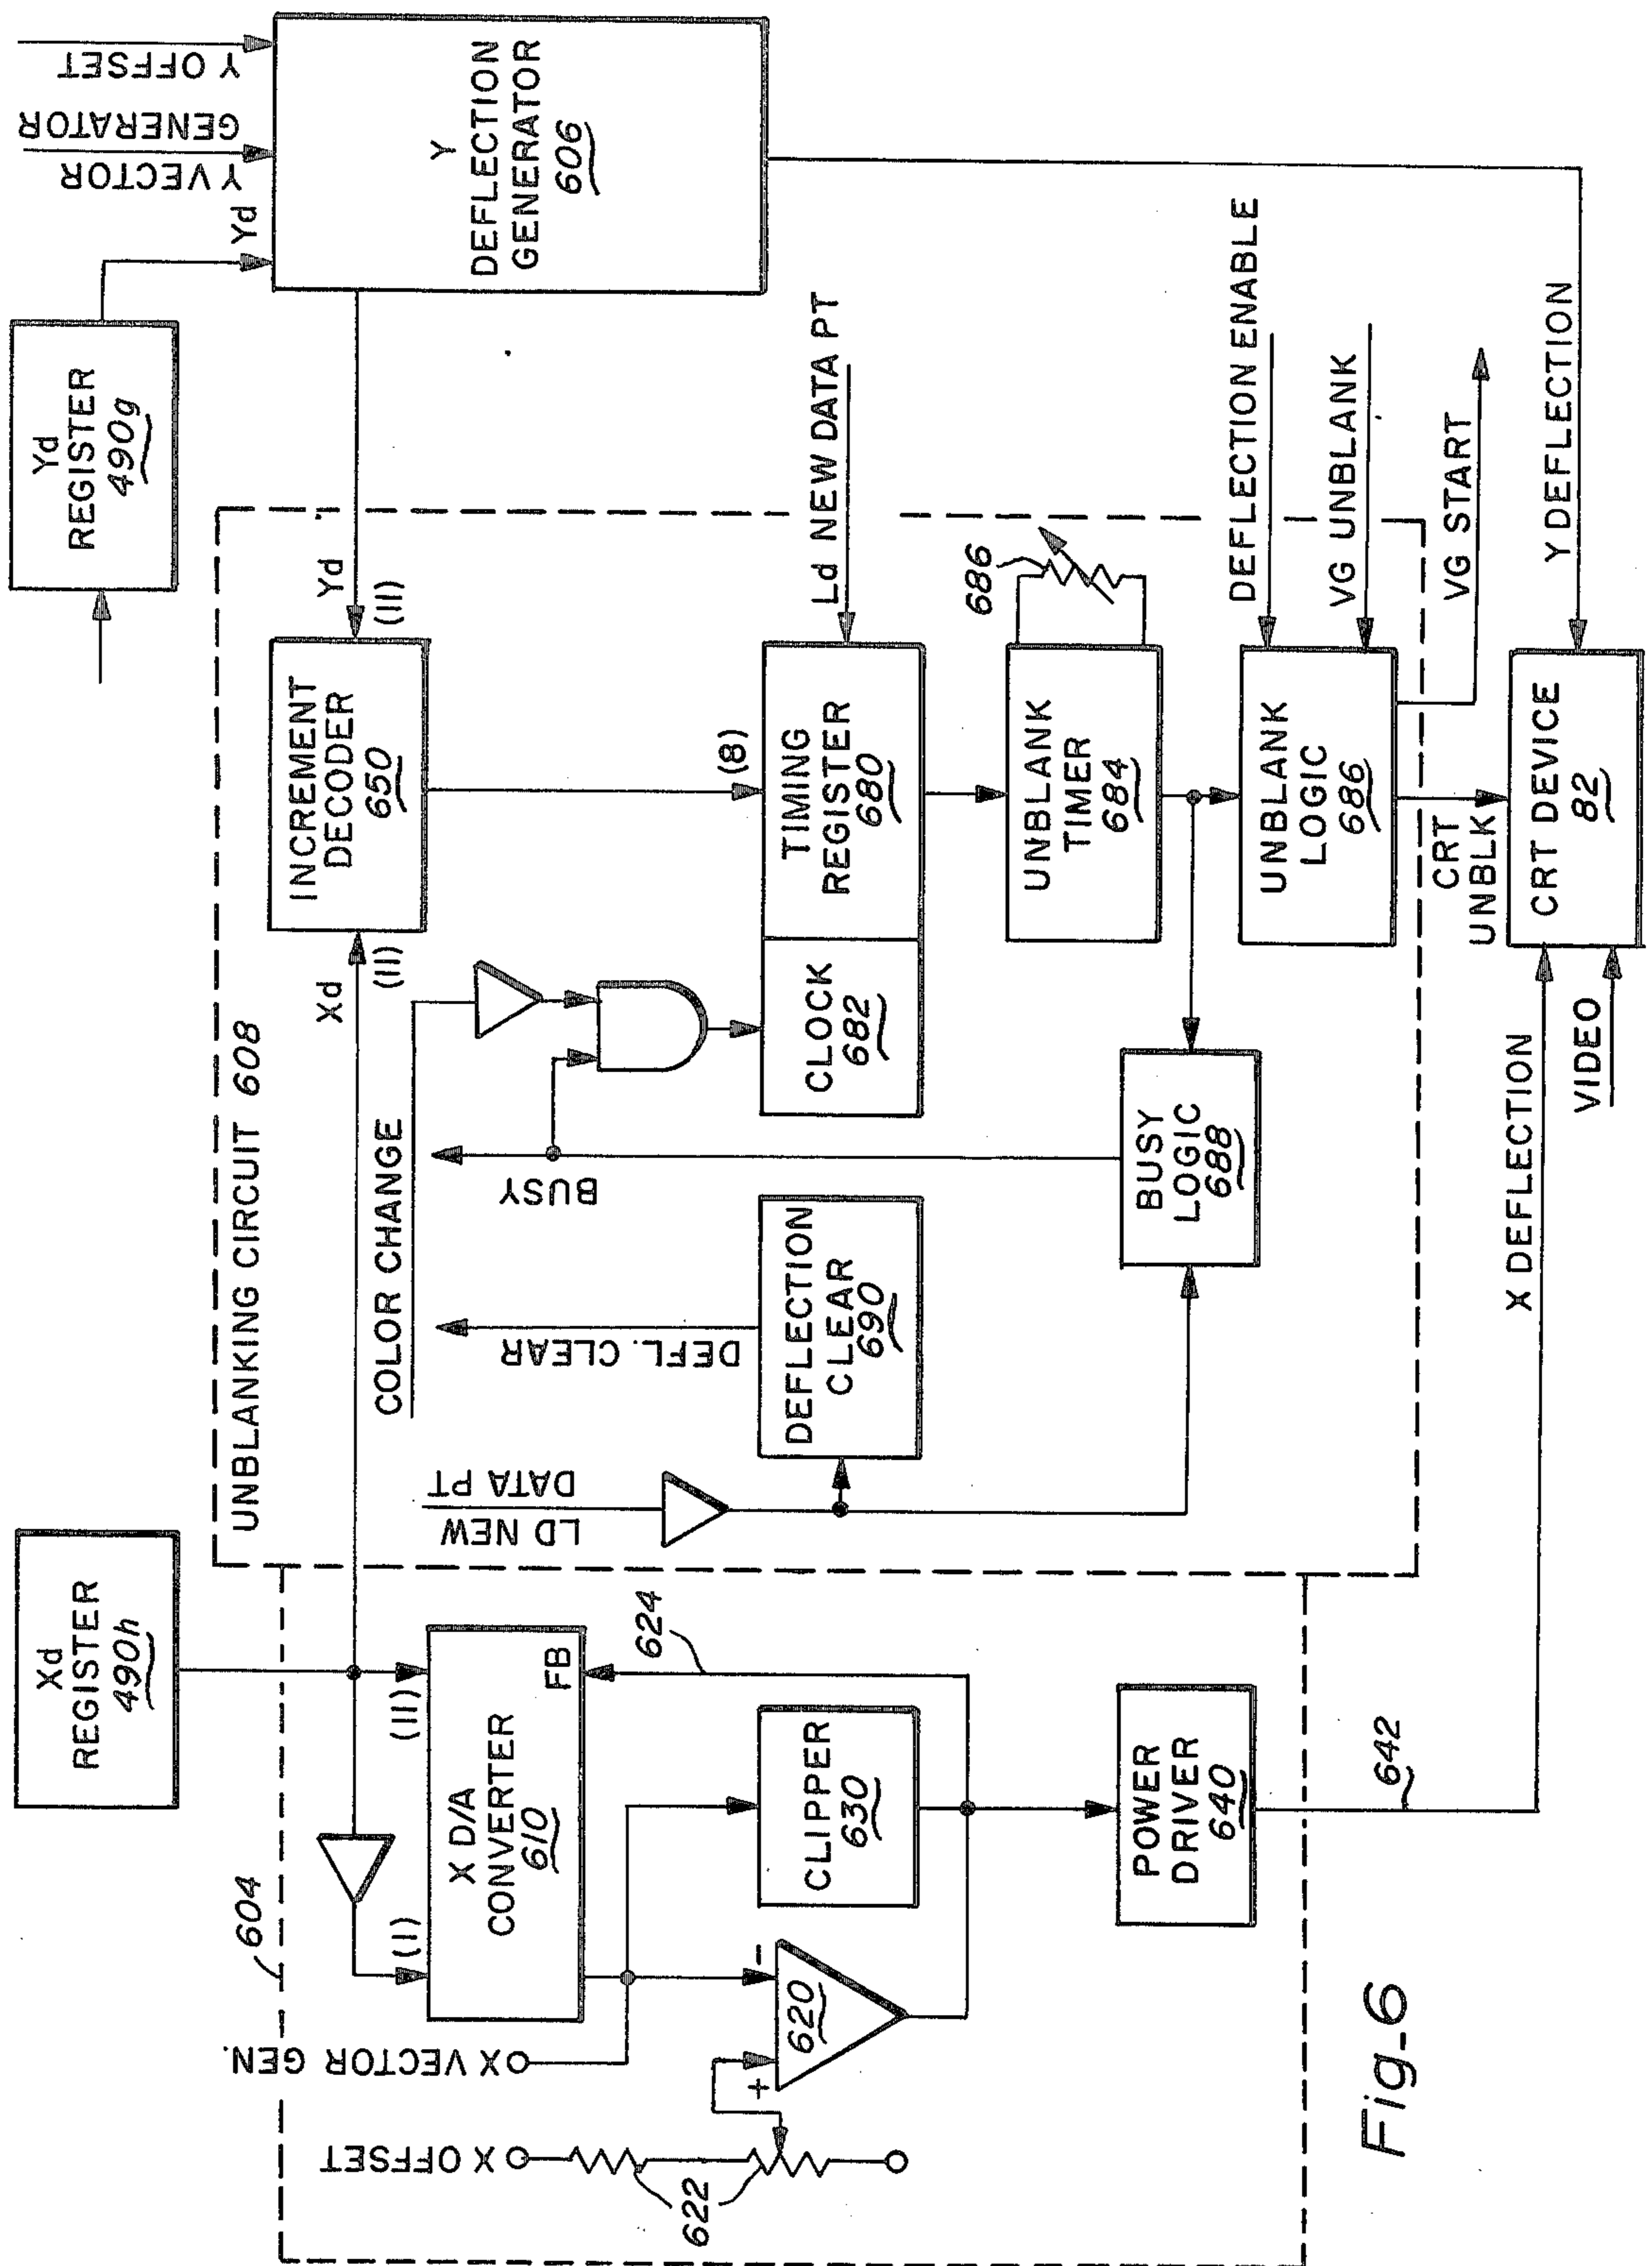 Xd
REGISTER
490h
Yd
REGISTER
490g
Yd
Y VECTOR
GENERATOR
Y OFFSET
604
UNBLANKING CIRCUIT 608
Xd
(11)
INCREMENT
DECODER
650
Yd
(11)
Y
DEFLECTION
GENERATOR
606
X VECTOR GEN.
X OFFSET
(1)
(11)
X D/A
CONVERTER
610
FB
624
COLOR CHANGE
LD NEW
DATA PT
DEFL. CLEAR
BUSY
(8)
622
+
-
620
CLIPPER
630
DEFLECTION
CLEAR
690
CLOCK
682
TIMING
REGISTER
680
Ld NEW DATA PT
UNBLANK
TIMER
684
686
POWER
DRIVER
640
BUSY
LOGIC
688
UNBLANK
LOGIC
686
DEFLECTION ENABLE
VG UNBLANK
VG START
642
CRT
UNBLK
X DEFLECTION
VIDEO
CRT DEVICE
82
Y DEFLECTION
Fig_6